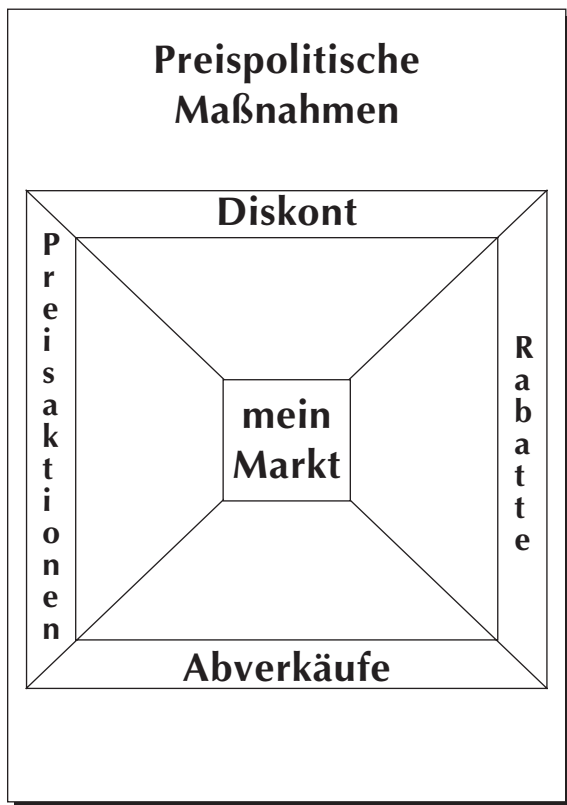 Preispolitische
Maßnahmen
Diskont
Preisaktionen
mein
Markt
Rabatte
Abverkäufe